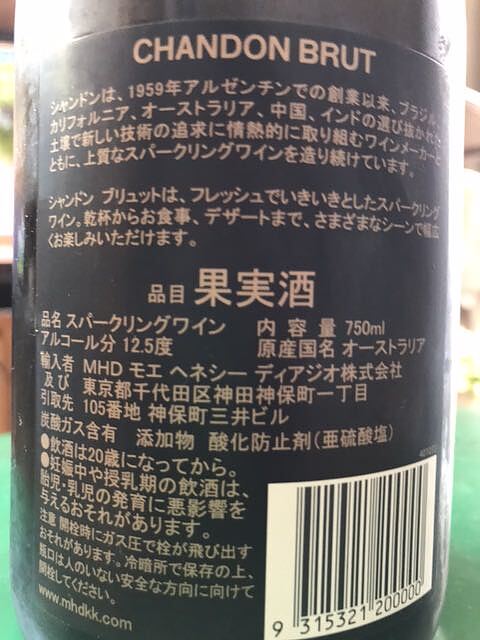 CHANDON BRUT
シャンドンは、1959年アルゼンチンでの創業以来、ブラジル、
カリフォルニア、オーストラリア、中国、インドの選び抜かれた
土壌で新しい技術の追求に情熱的に取り組むワインメーカーと
ともに、上質なスパークリングワインを造り続けています。
シャンドン ブリュットは、フレッシュでいきいきとしたスパークリング
ワイン。乾杯からお食事、デザートまで、さまざまなシーンで幅広
くお楽しみいただけます。
品目 果実酒
品名 スパークリングワイン 内容量 750ml
アルコール分 12.5度 原産国名 オーストラリア
輸入者 MHD モエ ヘネシー ディアジオ株式会社
及び 東京都千代田区神田神保町一丁目
引取先 105番地 神保町三井ビル
炭酸ガス含有 添加物 酸化防止剤(亜硫酸塩)
●飲酒は20歳になってから。
●妊娠中や授乳期の飲酒は、
胎児・乳児の発育に悪影響を
与えるおそれがあります。
注意 開栓時にガス圧で栓が飛び出す
おそれがあります。冷暗所で保存の上、
瓶口は人のいない安全な方向に向けて
開栓してください。
www.mhdkk.com
9 315321 200000